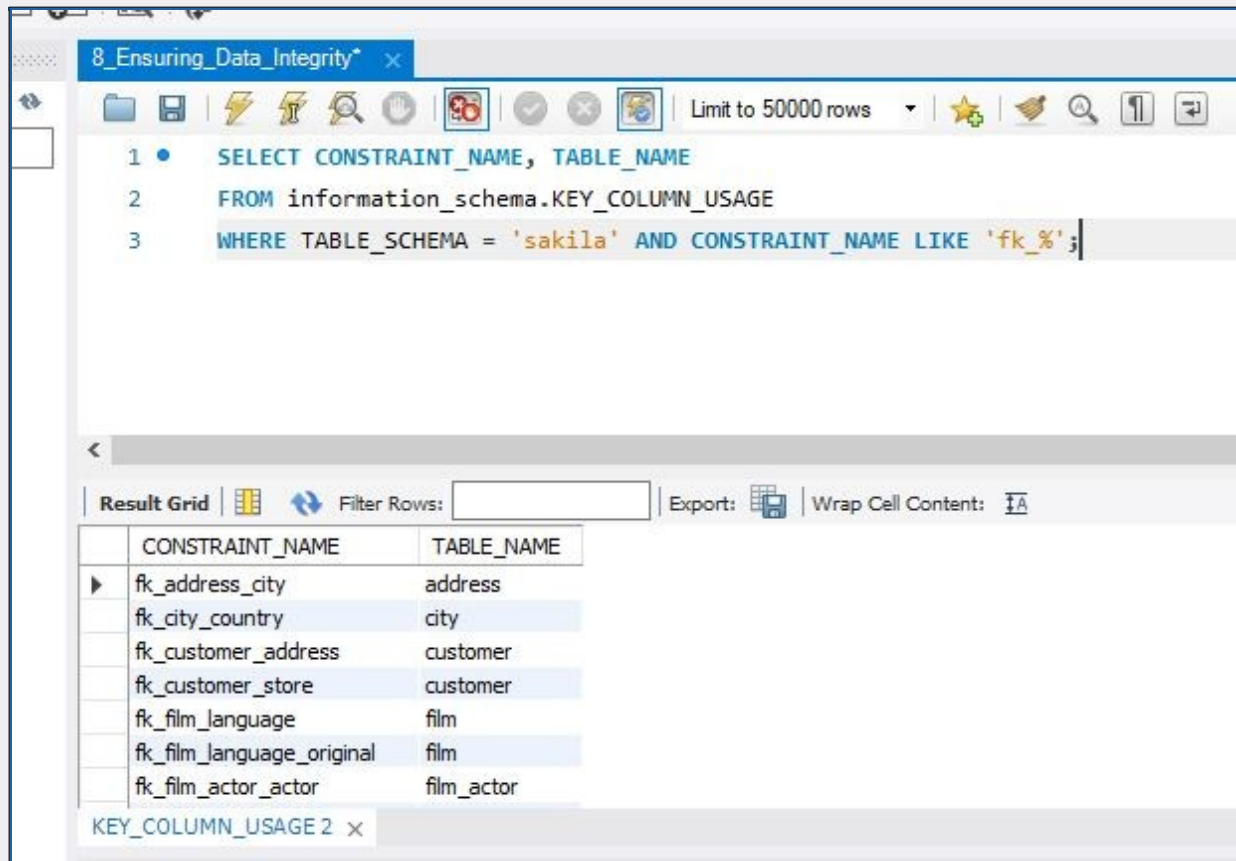 8_Ensuring_Data_Integrity*
Limit to 50000 rows
1 SELECT CONSTRAINT_NAME, TABLE_NAME
2 FROM information_schema.KEY_COLUMN_USAGE
3 WHERE TABLE_SCHEMA = 'sakila' AND CONSTRAINT_NAME LIKE 'fk_%';
Result Grid Filter Rows: Export: Wrap Cell Content: IA
CONSTRAINT_NAME TABLE_NAME
fk_address_city address
fk_city_country city
fk_customer_address customer
fk_customer_store customer
fk_film_language film
fk_film_language_original film
fk_film_actor_actor film_actor
KEY_COLUMN_USAGE 2